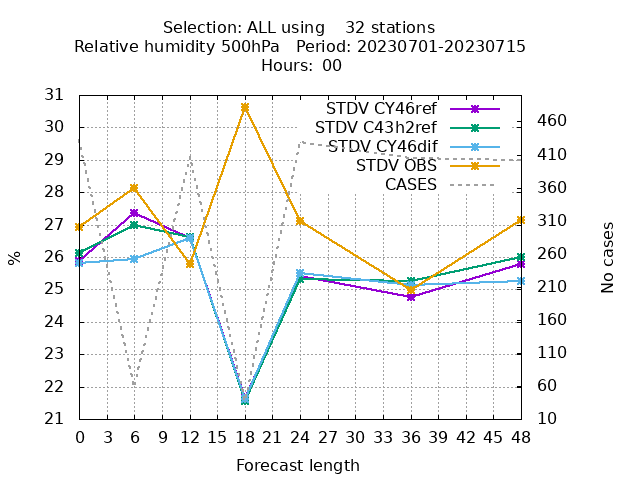 Selection: ALL using    32 stations
Relative humidity 500hPa   Period: 20230701-20230715
Hours: 00
STDV CY46ref
STDV C43h2ref
STDV CY46dif
STDV OBS
CASES
31
30
29
28
27
26
25
24
23
22
21
%
460
410
360
310
260
210
160
110
60
10
No cases
0 3 6 9 12 15 18 21 24 27 30 33 36 39 42 45 48
Forecast length